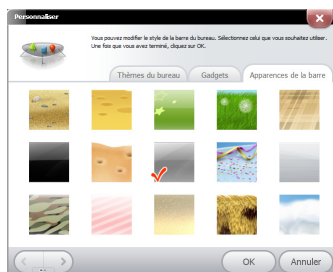 Personnaliser
Vous pouvez modifier le style de la barre du bureau. Sélectionnez celui que vous souhaitez utiliser.
Une fois que vous avez terminé, cliquez sur OK.
Thèmes du bureau
Gadgets
Apparences de la barre
OK
Annuler